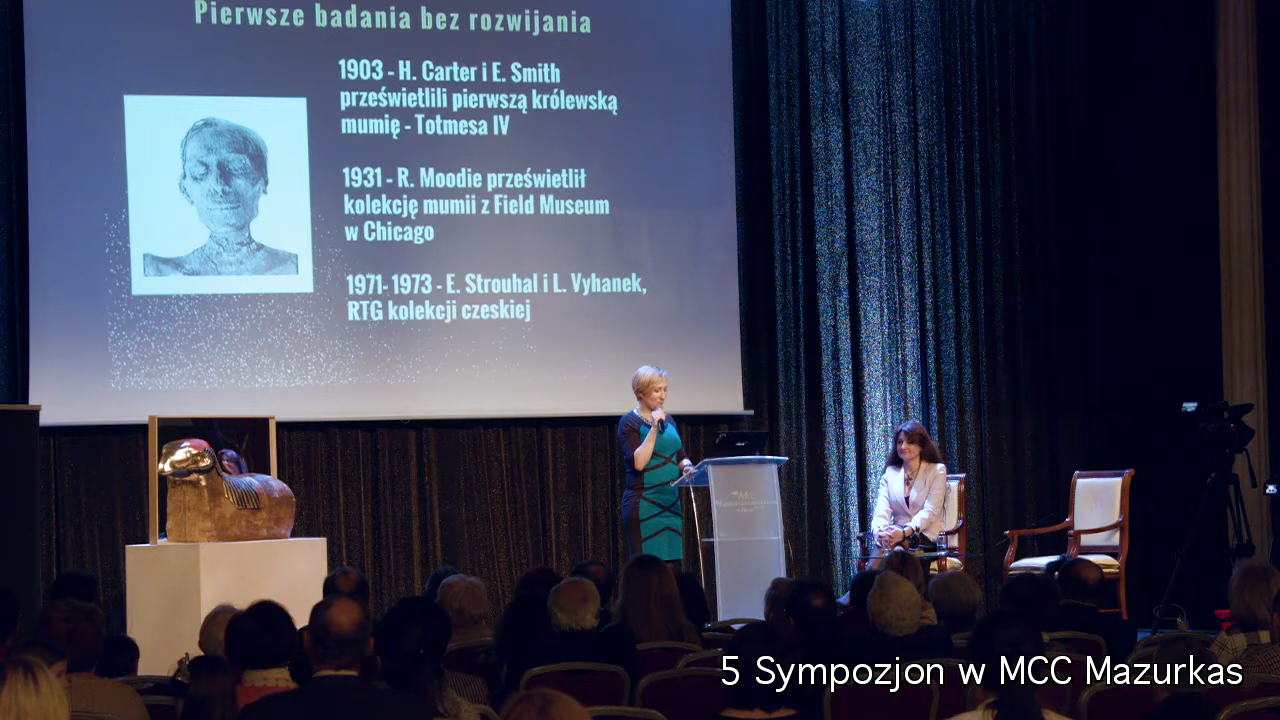 Pierwsze badania bez rozwijania
1903 - H. Carter i E. Smith
prześwietlili pierwszą królewską
mumię - Totmesa IV
1931 - R. Moodie prześwietlił
kolekcję mumii z Field Museum
w Chicago
1971- 1973 - E. Strouhal i L. Vyhanek,
RTG kolekcji czeskiej
MCC
5 Sympozjon w MCC Mazurkas